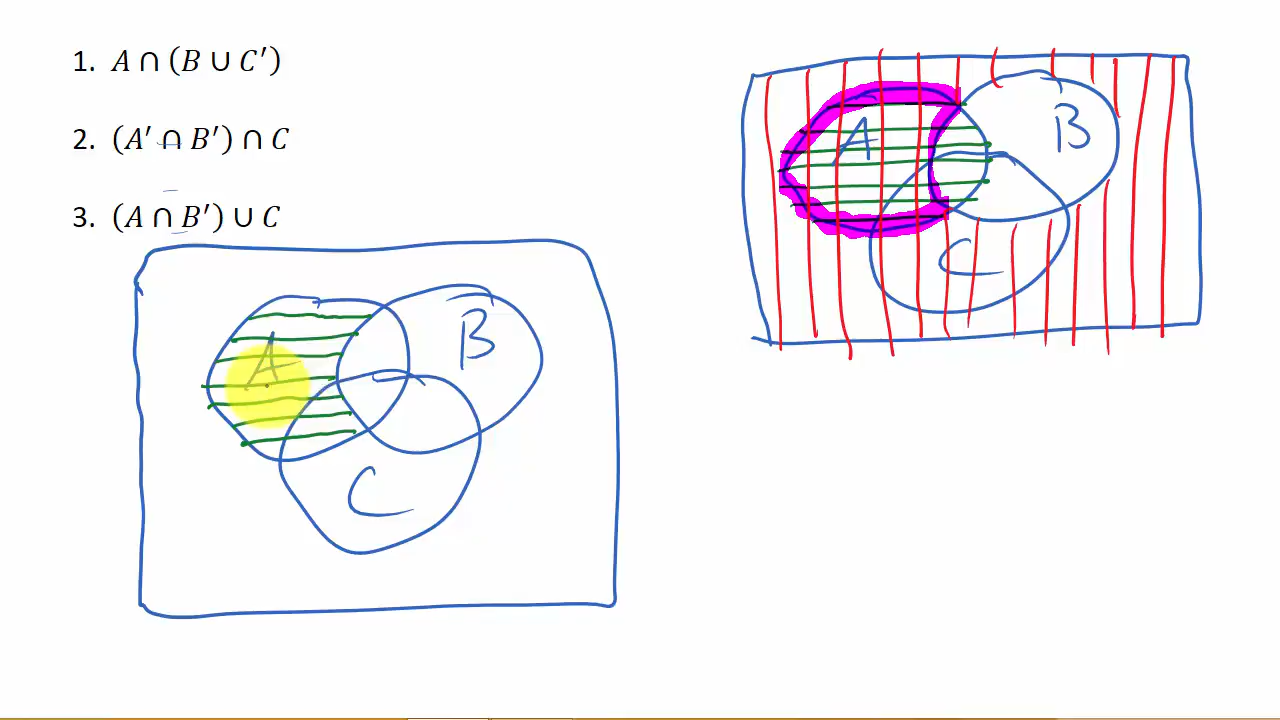 1. A ∩ (B ∪ C′)
2. (A′ ∩ B′) ∩ C
3. (A ∩ B′) ∪ C
A B
C
A B
C